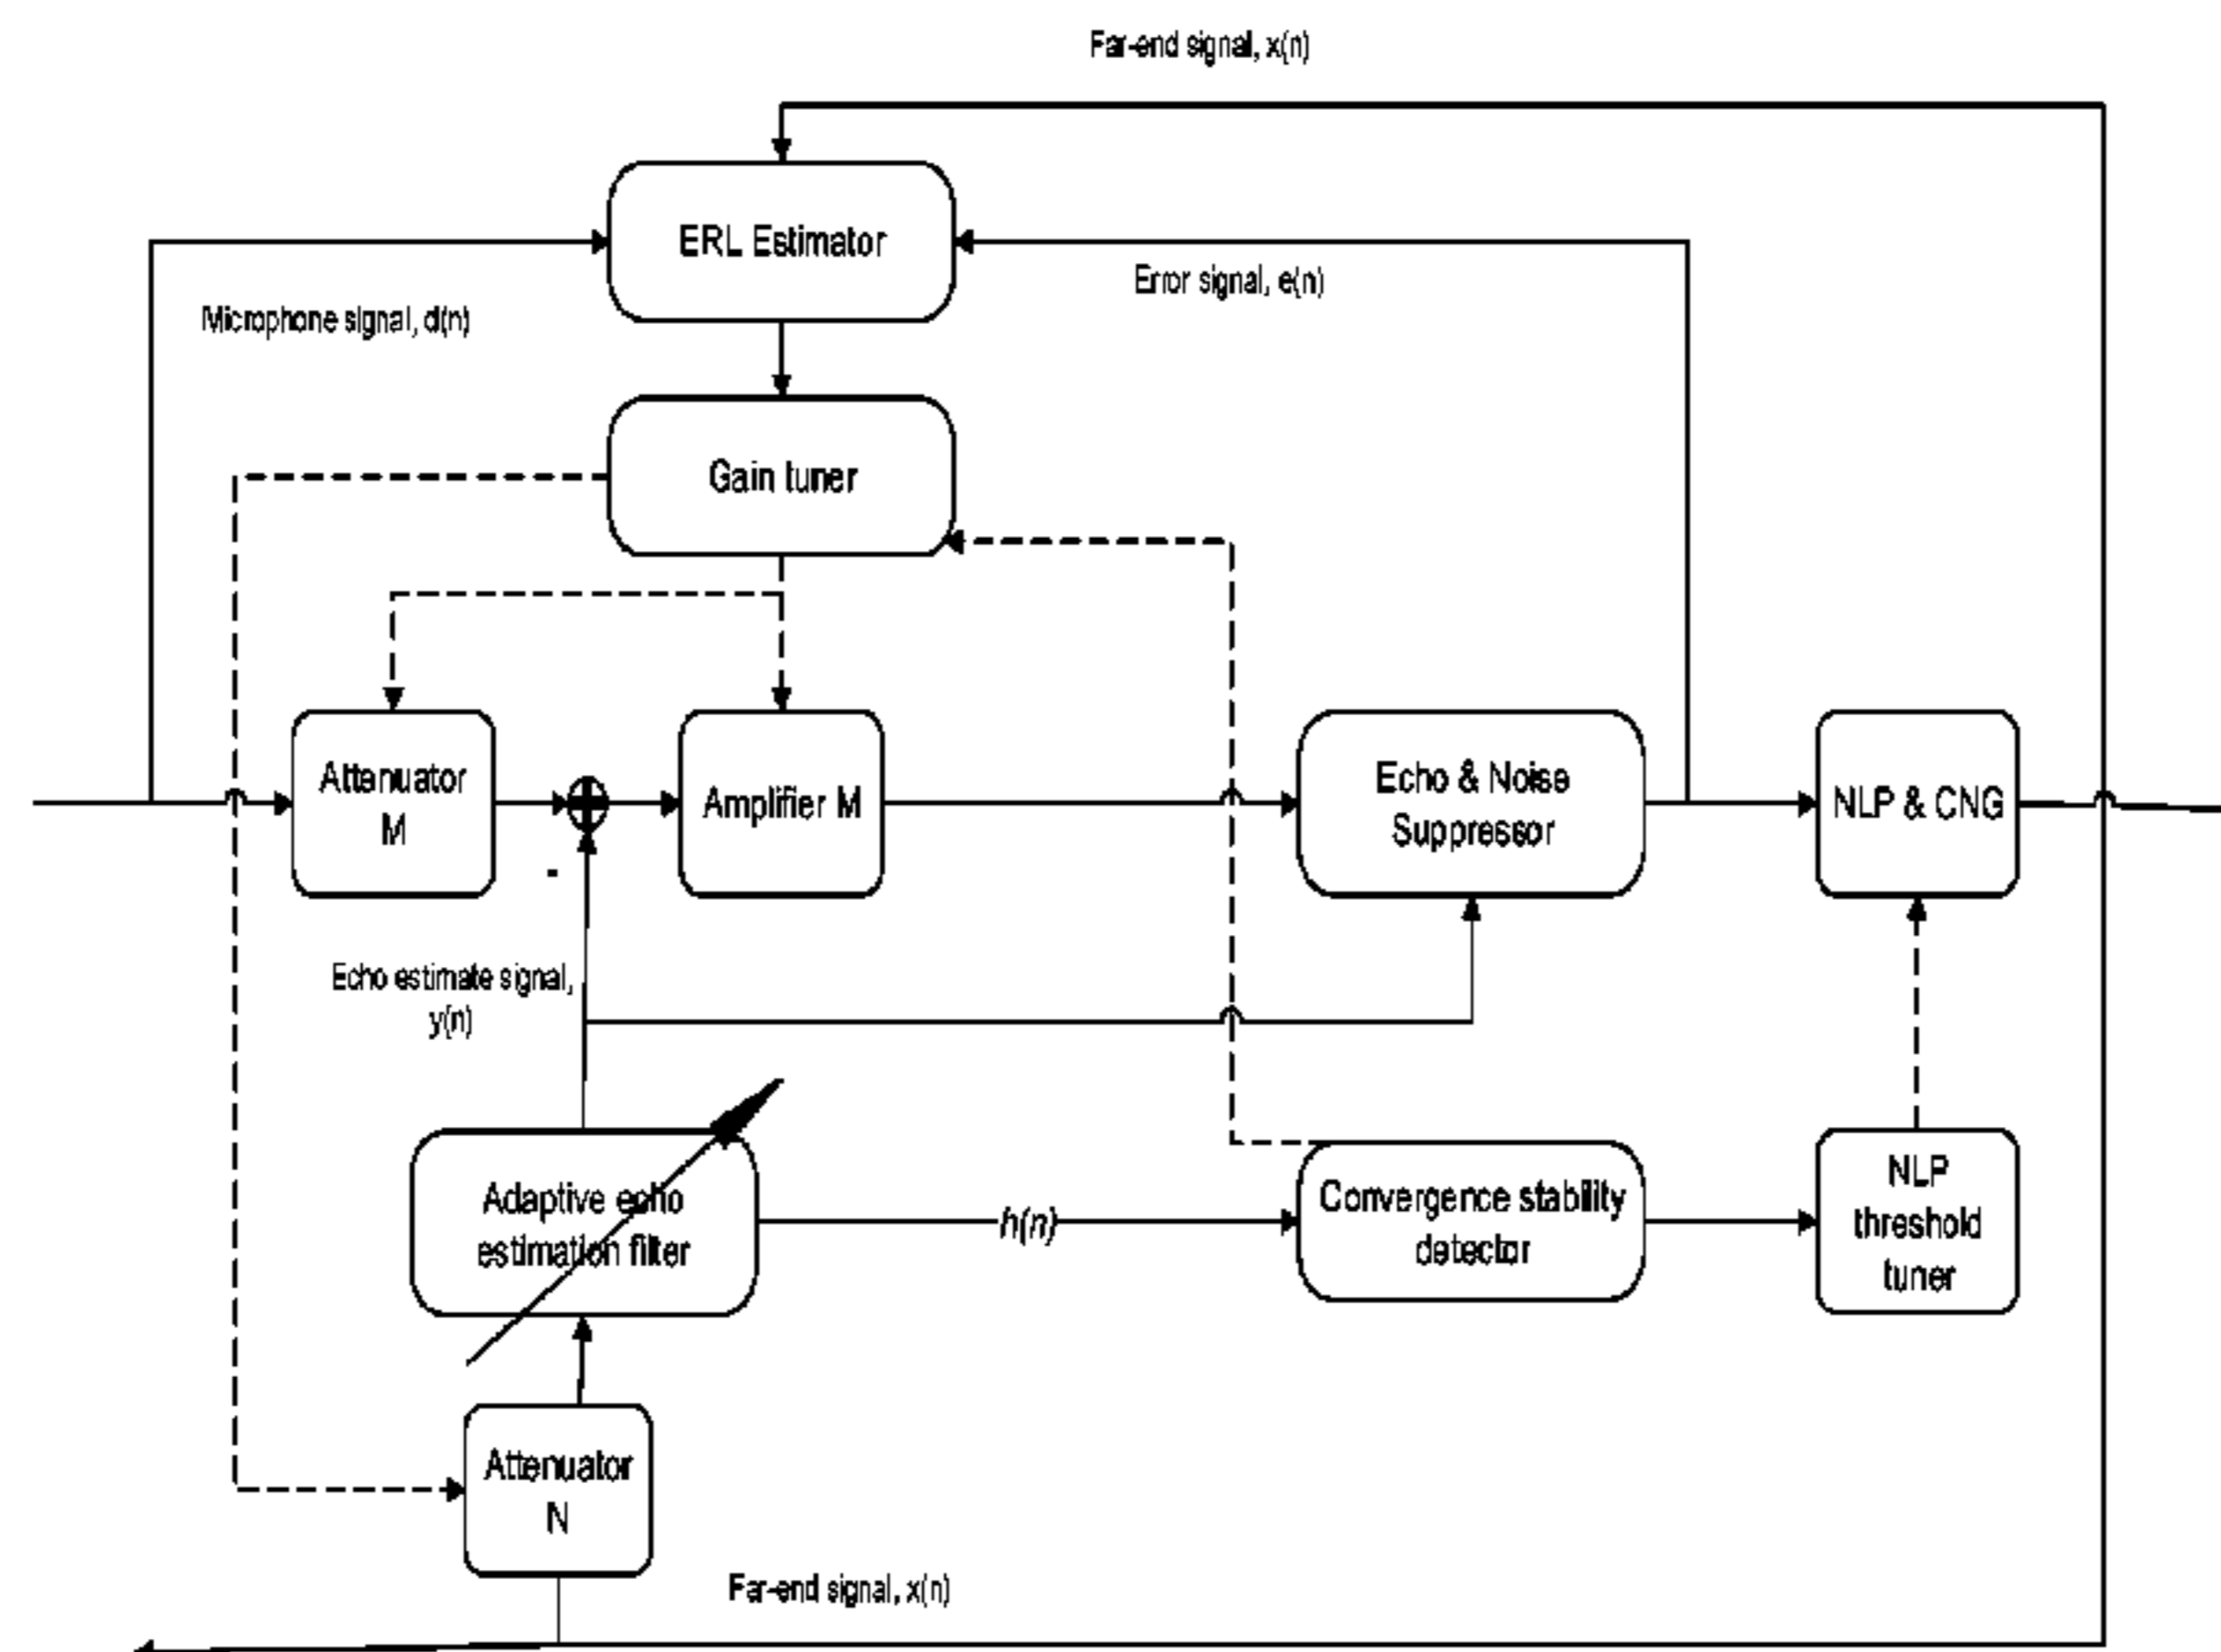 Far-end signal, x(n)
ERL Estimator
Error signal, e(n)
Microphone signal, d(n)
Gain tuner
Attenuator
M
Amplifier M
Echo & Noise
Suppressor
NLP & CNG
-
Echo estimate signal,
y(n)
Adaptive echo
estimation filter
h(n)
Convergence stability
detector
NLP
threshold
tuner
Attenuator
N
Far-end signal, x(n)